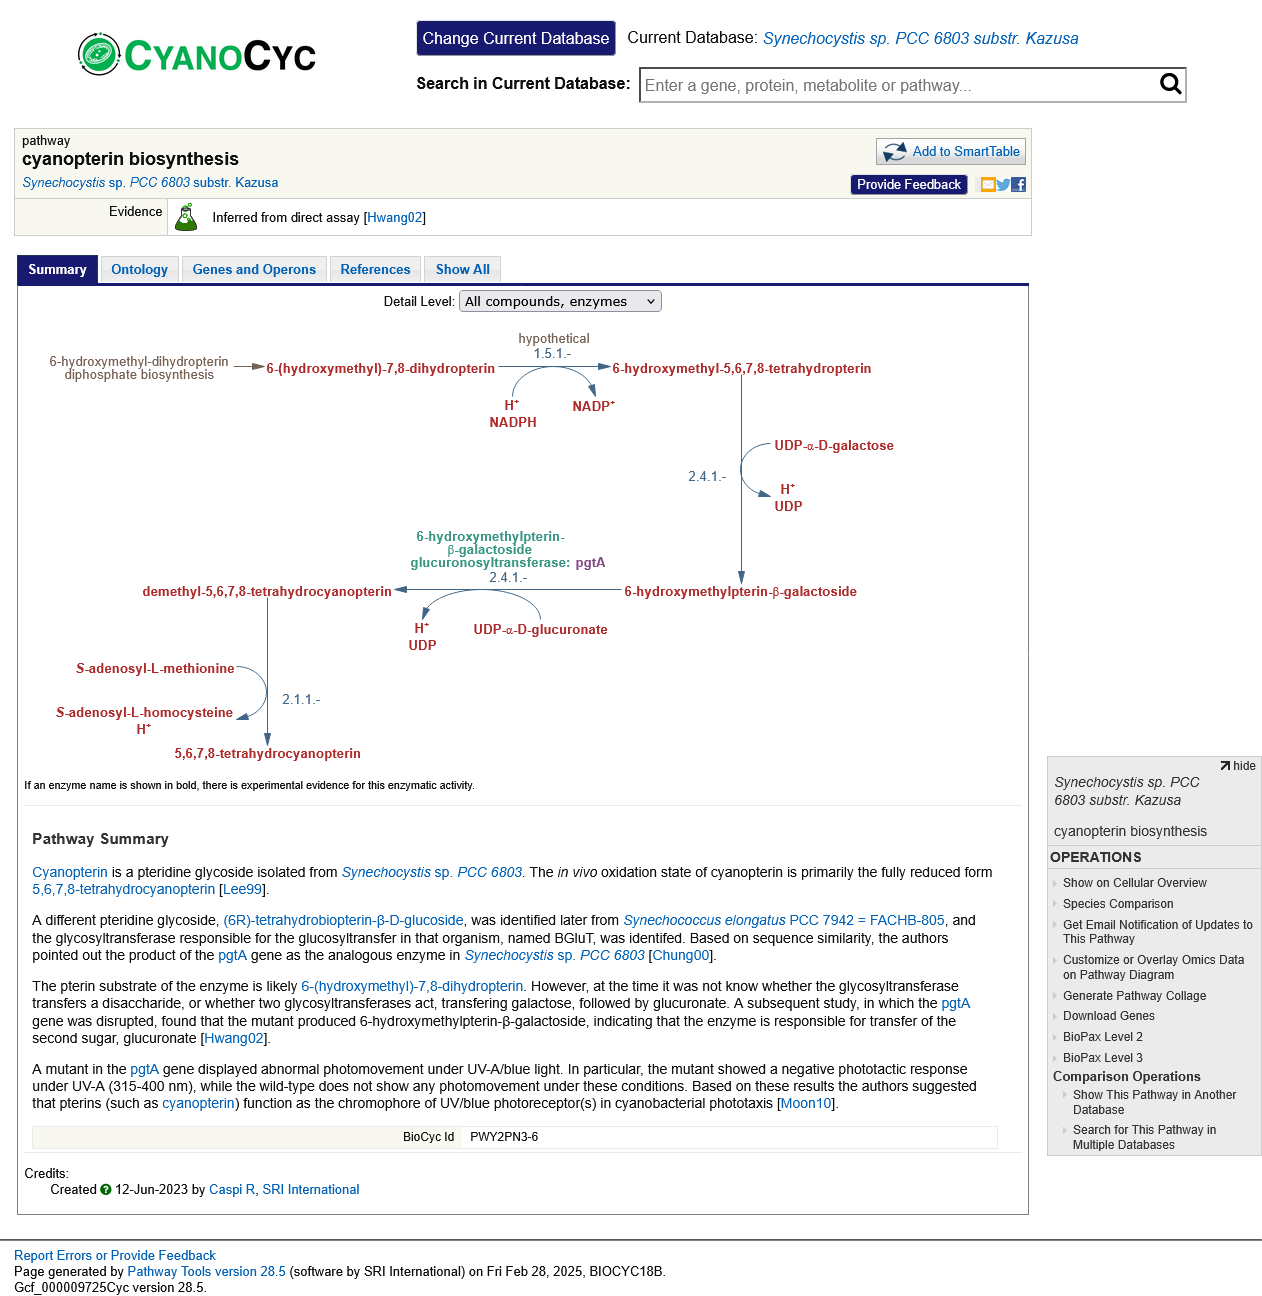 CYANOCYC
Change Current Database
Current Database: Synechocystis sp. PCC 6803 substr. Kazusa
Search in Current Database:
Enter a gene, protein, metabolite or pathway...
pathway
cyanopterin biosynthesis
Synechocystis sp. PCC 6803 substr. Kazusa
Add to SmartTable
Provide Feedback
Evidence
Inferred from direct assay [Hwang02]
Summary
Ontology
Genes and Operons
References
Show All
Detail Level: All compounds, enzymes
6-hydroxymethyl-dihydropterin
diphosphate biosynthesis
6-(hydroxymethyl)-7,8-dihydropterin
hypothetical
1.5.1.-
6-hydroxymethyl-5,6,7,8-tetrahydropterin
H+
NADPH
NADP+
UDP-α-D-galactose
2.4.1.-
H+
UDP
6-hydroxymethylpterin-
β-galactoside
glucuronosyltransferase: pgtA
2.4.1.-
demethyl-5,6,7,8-tetrahydrocyanopterin
6-hydroxymethylpterin-β-galactoside
H+
UDP
UDP-α-D-glucuronate
S-adenosyl-L-methionine
2.1.1.-
S-adenosyl-L-homocysteine
H+
5,6,7,8-tetrahydrocyanopterin
If an enzyme name is shown in bold, there is experimental evidence for this enzymatic activity.
Pathway Summary
Cyanopterin is a pteridine glycoside isolated from Synechocystis sp. PCC 6803. The in vivo oxidation state of cyanopterin is primarily the fully reduced form
5,6,7,8-tetrahydrocyanopterin [Lee99].
A different pteridine glycoside, (6R)-tetrahydrobiopterin-β-D-glucoside, was identified later from Synechococcus elongatus PCC 7942 = FACHB-805, and
the glycosyltransferase responsible for the glucosyltransfer in that organism, named BGluT, was identifed. Based on sequence similarity, the authors
pointed out the product of the pgtA gene as the analogous enzyme in Synechocystis sp. PCC 6803 [Chung00].
The pterin substrate of the enzyme is likely 6-(hydroxymethyl)-7,8-dihydropterin. However, at the time it was not know whether the glycosyltransferase
transfers a disaccharide, or whether two glycosyltransferases act, transfering galactose, followed by glucuronate. A subsequent study, in which the pgtA
gene was disrupted, found that the mutant produced 6-hydroxymethylpterin-β-galactoside, indicating that the enzyme is responsible for transfer of the
second sugar, glucuronate [Hwang02].
A mutant in the pgtA gene displayed abnormal photomovement under UV-A/blue light. In particular, the mutant showed a negative phototactic response
under UV-A (315-400 nm), while the wild-type does not show any photomovement under these conditions. Based on these results the authors suggested
that pterins (such as cyanopterin) function as the chromophore of UV/blue photoreceptor(s) in cyanobacterial phototaxis [Moon10].
BioCyc Id PWY2PN3-6
Credits:
Created 12-Jun-2023 by Caspi R, SRI International
hide
Synechocystis sp. PCC
6803 substr. Kazusa
cyanopterin biosynthesis
OPERATIONS
Show on Cellular Overview
Species Comparison
Get Email Notification of Updates to
This Pathway
Customize or Overlay Omics Data
on Pathway Diagram
Generate Pathway Collage
Download Genes
BioPax Level 2
BioPax Level 3
Comparison Operations
Show This Pathway in Another
Database
Search for This Pathway in
Multiple Databases
Report Errors or Provide Feedback
Page generated by Pathway Tools version 28.5 (software by SRI International) on Fri Feb 28, 2025, BIOCYC18B.
Gcf_000009725Cyc version 28.5.